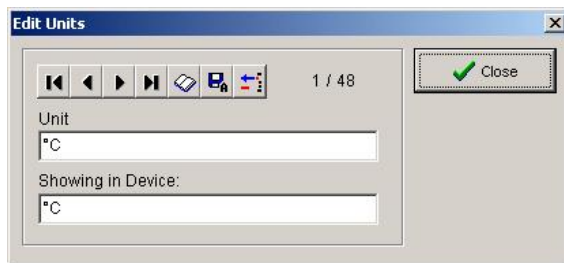 Edit Units
1 / 48
Close
Unit
°C
Showing in Device:
°C